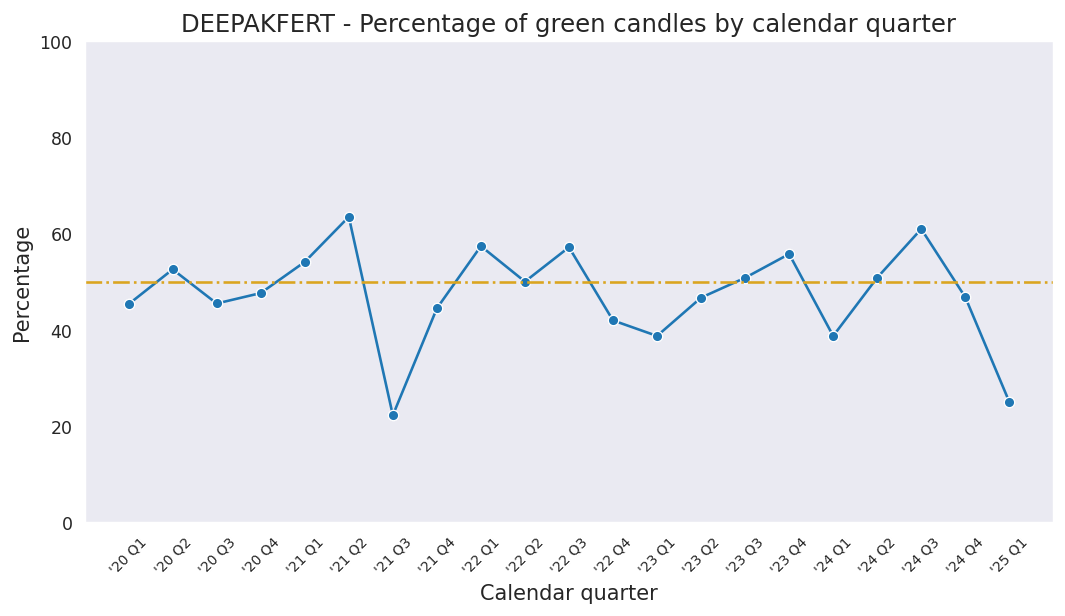 DEEPAKFERT - Percentage of green candles by calendar quarter
100
80
60
40
20
0
Percentage
'20 Q1
'20 Q2
'20 Q3
'20 Q4
'21 Q1
'21 Q2
'21 Q3
'21 Q4
'22 Q1
'22 Q2
'22 Q3
'22 Q4
'23 Q1
'23 Q2
'23 Q3
'23 Q4
'24 Q1
'24 Q2
'24 Q3
'24 Q4
'25 Q1
Calendar quarter